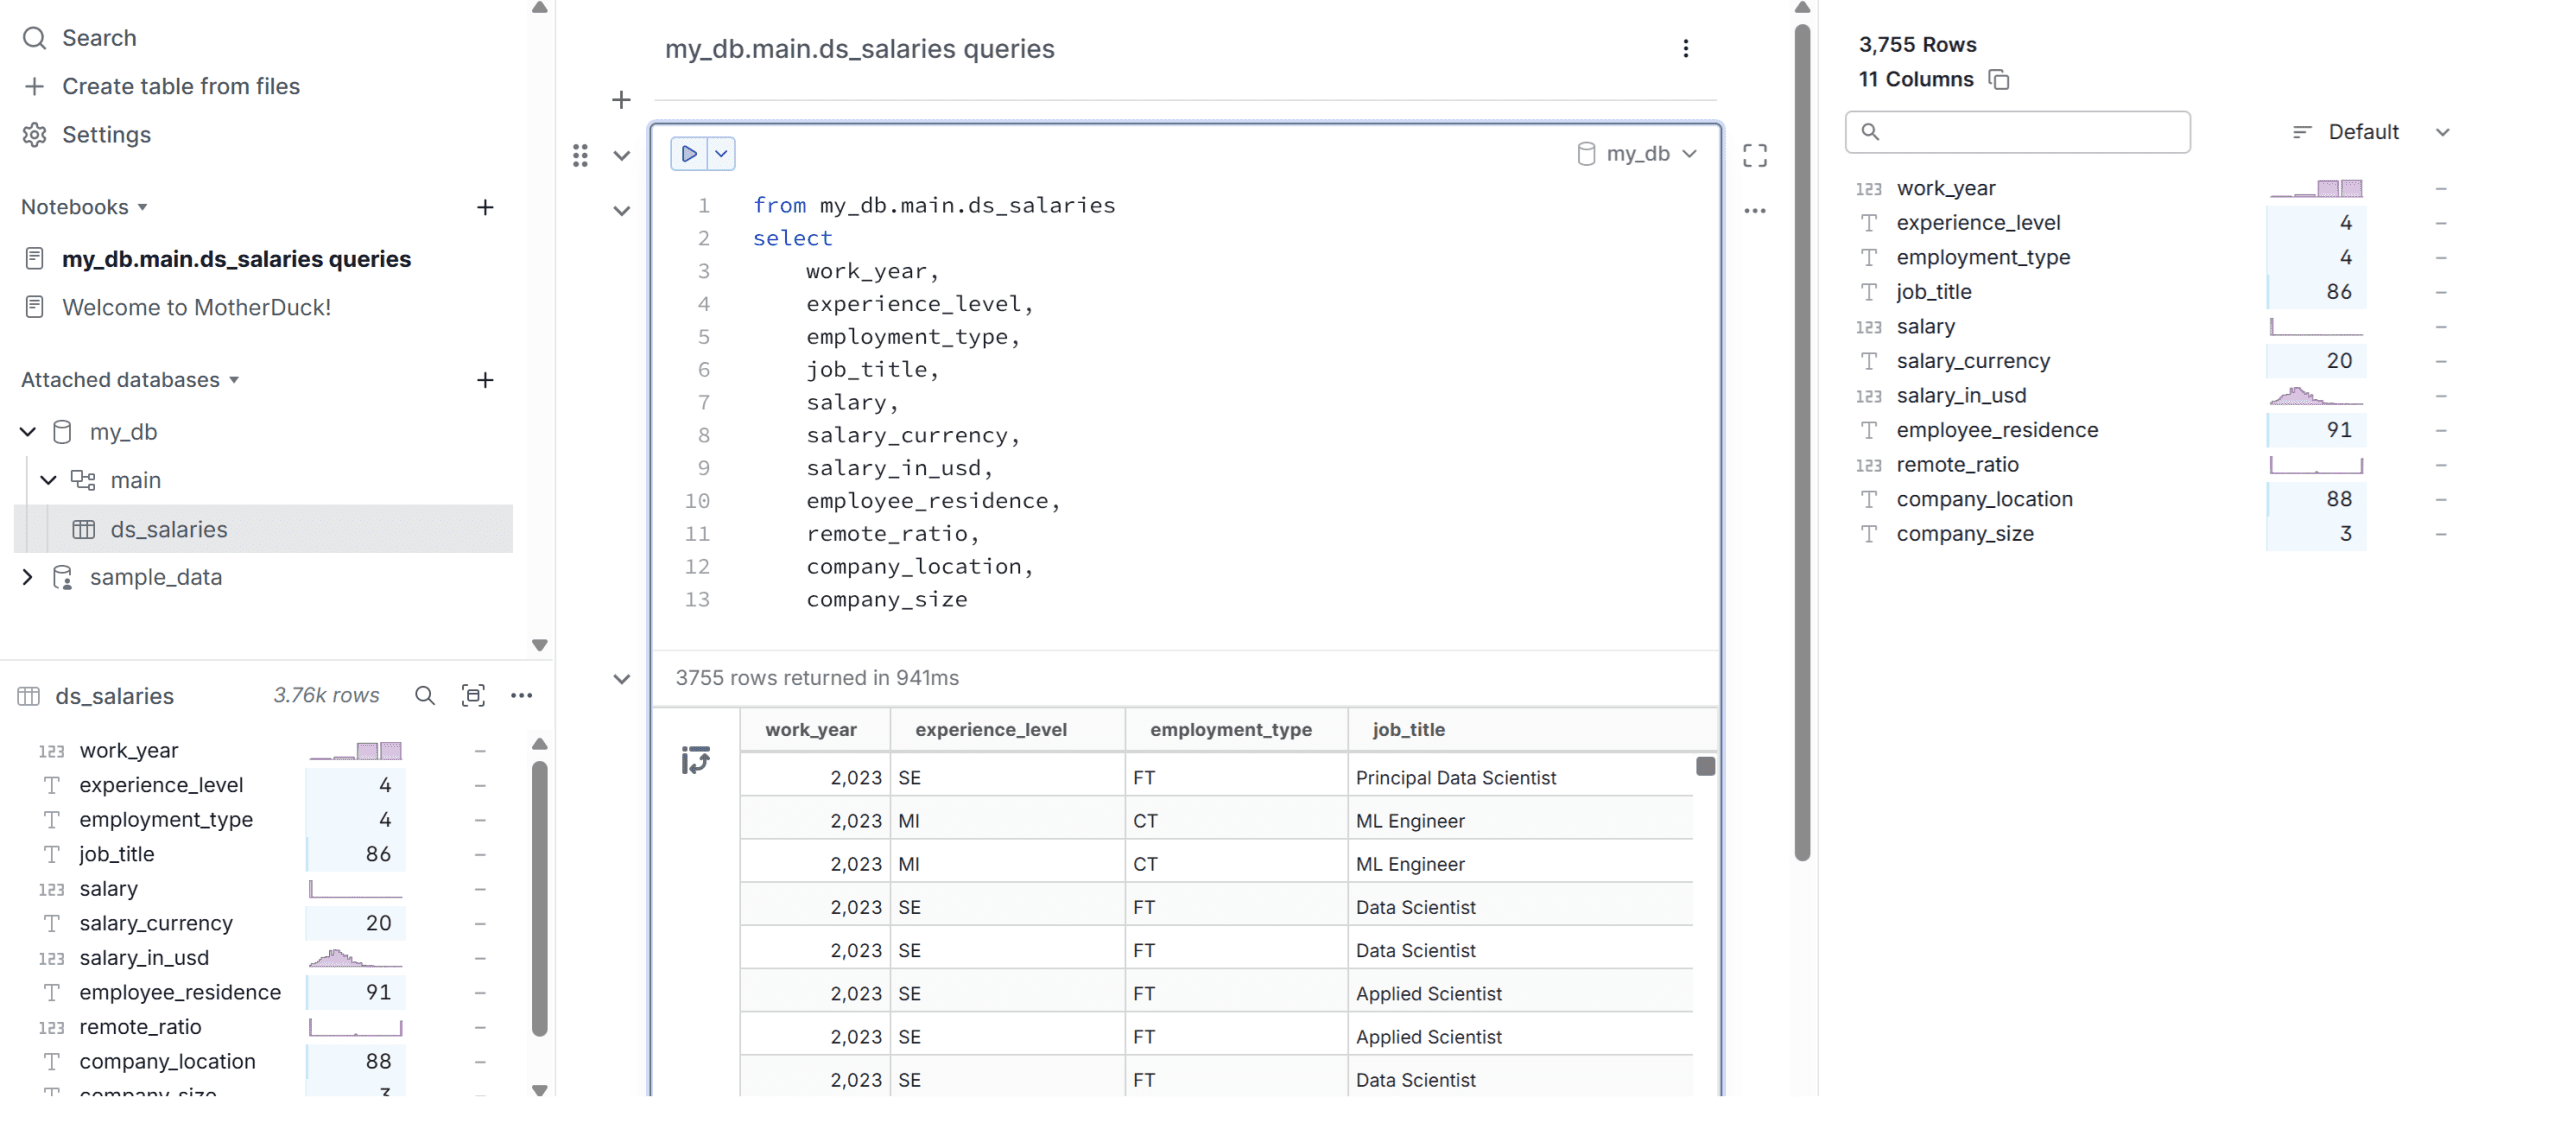 Search
Create table from files
Settings
Notebooks
my_db.main.ds_salaries queries
Welcome to MotherDuck!
Attached databases
my_db
main
ds_salaries
sample_data
ds_salaries 3.76k rows
123 work_year –
T experience_level 4 –
T employment_type 4 –
T job_title 86 –
123 salary –
T salary_currency 20 –
123 salary_in_usd –
T employee_residence 91 –
123 remote_ratio –
T company_location 88 –
T company_size 3
my_db.main.ds_salaries queries
my_db
1 from my_db.main.ds_salaries
2 select
3 work_year,
4 experience_level,
5 employment_type,
6 job_title,
7 salary,
8 salary_currency,
9 salary_in_usd,
10 employee_residence,
11 remote_ratio,
12 company_location,
13 company_size
3755 rows returned in 941ms
work_year experience_level employment_type job_title
2,023 SE FT Principal Data Scientist
2,023 MI CT ML Engineer
2,023 MI CT ML Engineer
2,023 SE FT Data Scientist
2,023 SE FT Data Scientist
2,023 SE FT Applied Scientist
2,023 SE FT Applied Scientist
2,023 SE FT Data Scientist
3,755 Rows
11 Columns
Default
123 work_year –
T experience_level 4 –
T employment_type 4 –
T job_title 86 –
123 salary –
T salary_currency 20 –
123 salary_in_usd –
T employee_residence 91 –
123 remote_ratio –
T company_location 88 –
T company_size 3 –